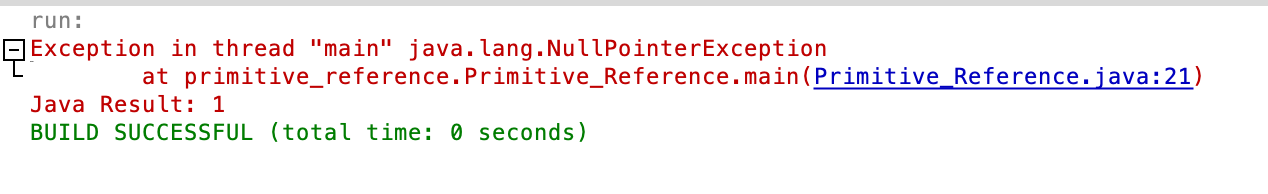 run:
Exception in thread "main" java.lang.NullPointerException
at primitive_reference.Primitive_Reference.main(Primitive_Reference.java:21)
Java Result: 1
BUILD SUCCESSFUL (total time: 0 seconds)